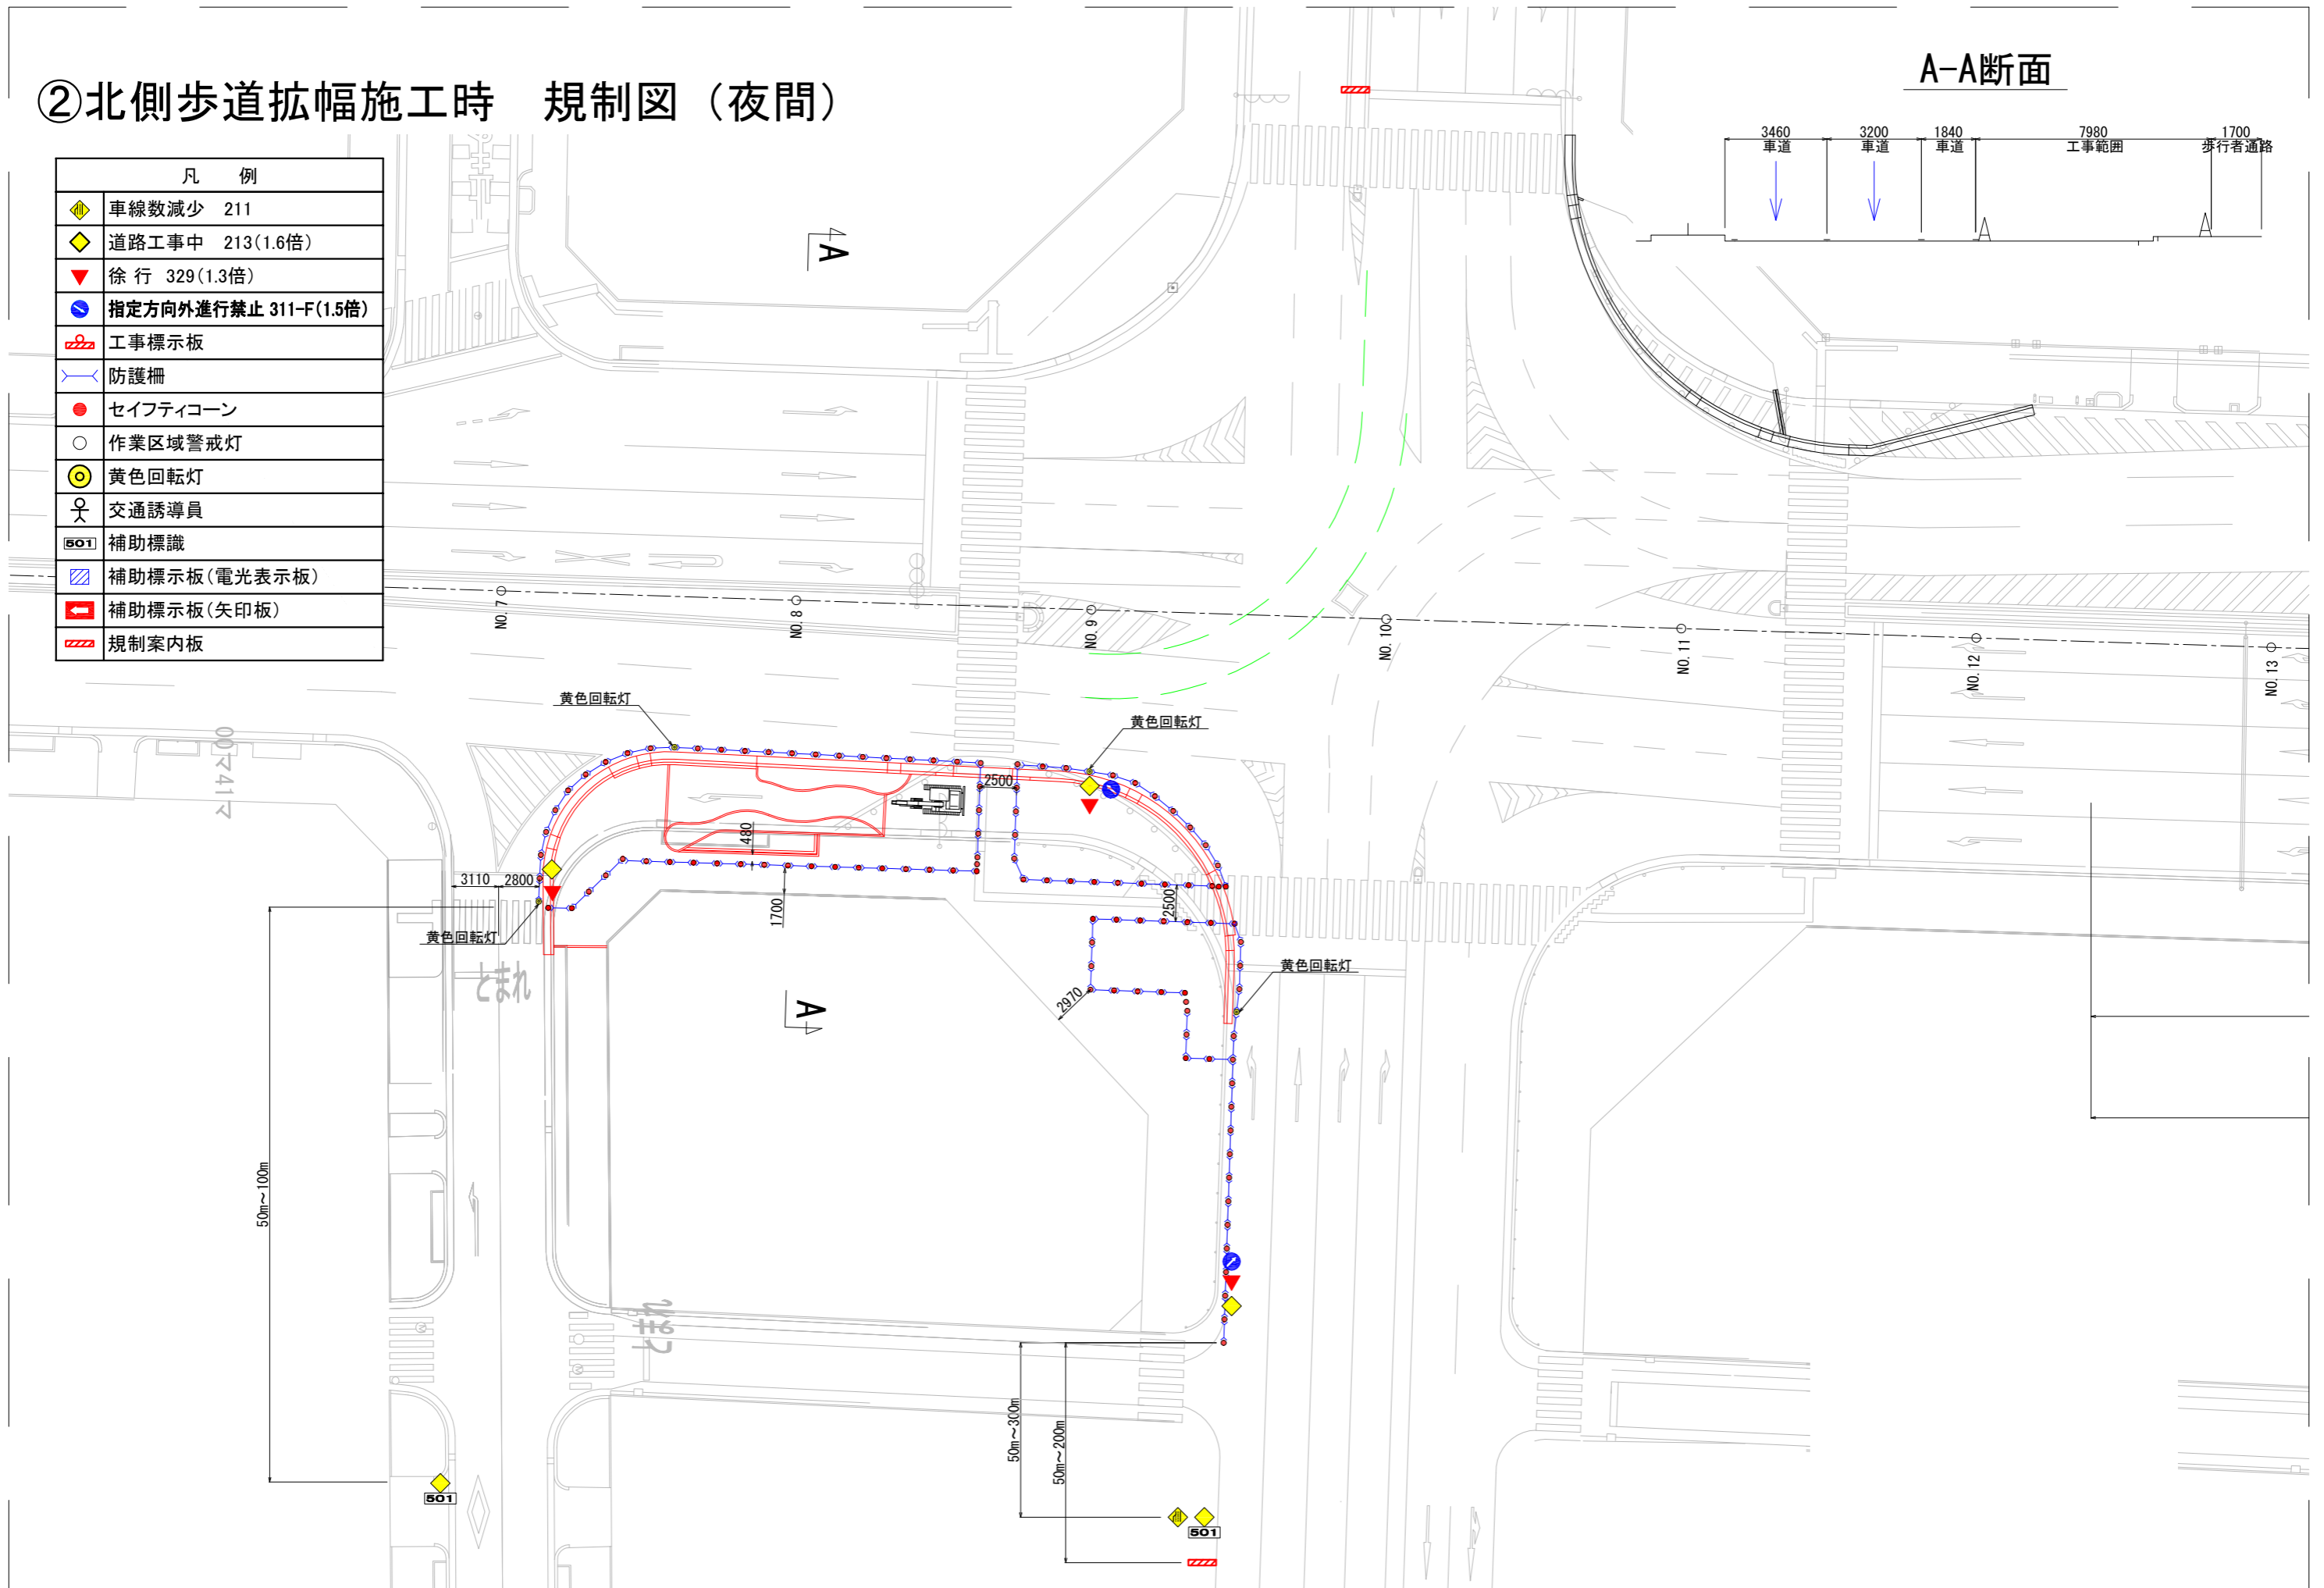 ②北側歩道拡幅施工時　規制図（夜間）
凡　例
車線数減少　211
道路工事中　213(1.6倍)
徐 行　329(1.3倍)
指定方向外進行禁止 311-F(1.5倍)
工事標示板
防護柵
セイフティコーン
作業区域警戒灯
黄色回転灯
交通誘導員
501 補助標識
補助標示板(電光表示板)
補助標示板(矢印板)
規制案内板
A-A断面
3460
車道
3200
車道
1840
車道
7980
工事範囲
1700
歩行者通路
A
NO.7
NO.8
NO.9
NO.10
NO.11
NO.12
NO.13
黄色回転灯
黄色回転灯
2500
480
3110
2800
1700
2500
黄色回転灯
とまれ
黄色回転灯
2970
A
50m～100m
50m～300m
50m～200m
501
501